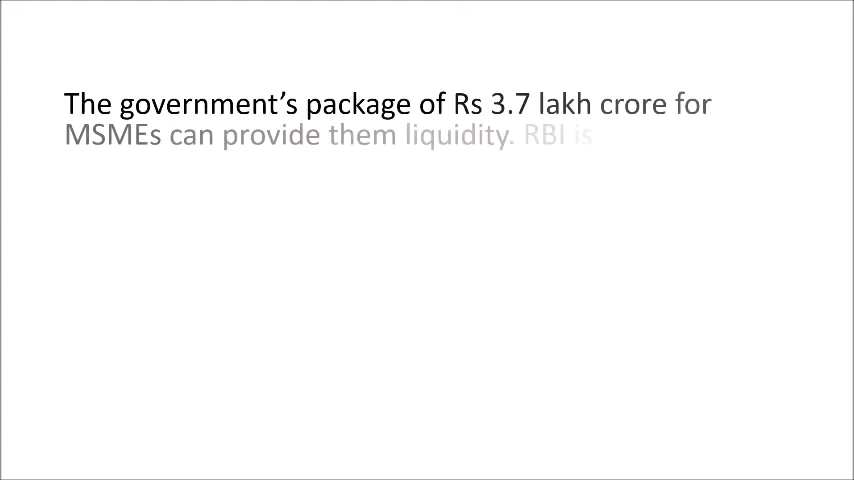 The government’s package of Rs 3.7 lakh crore for
MSMEs can provide them liquidity. RBI is